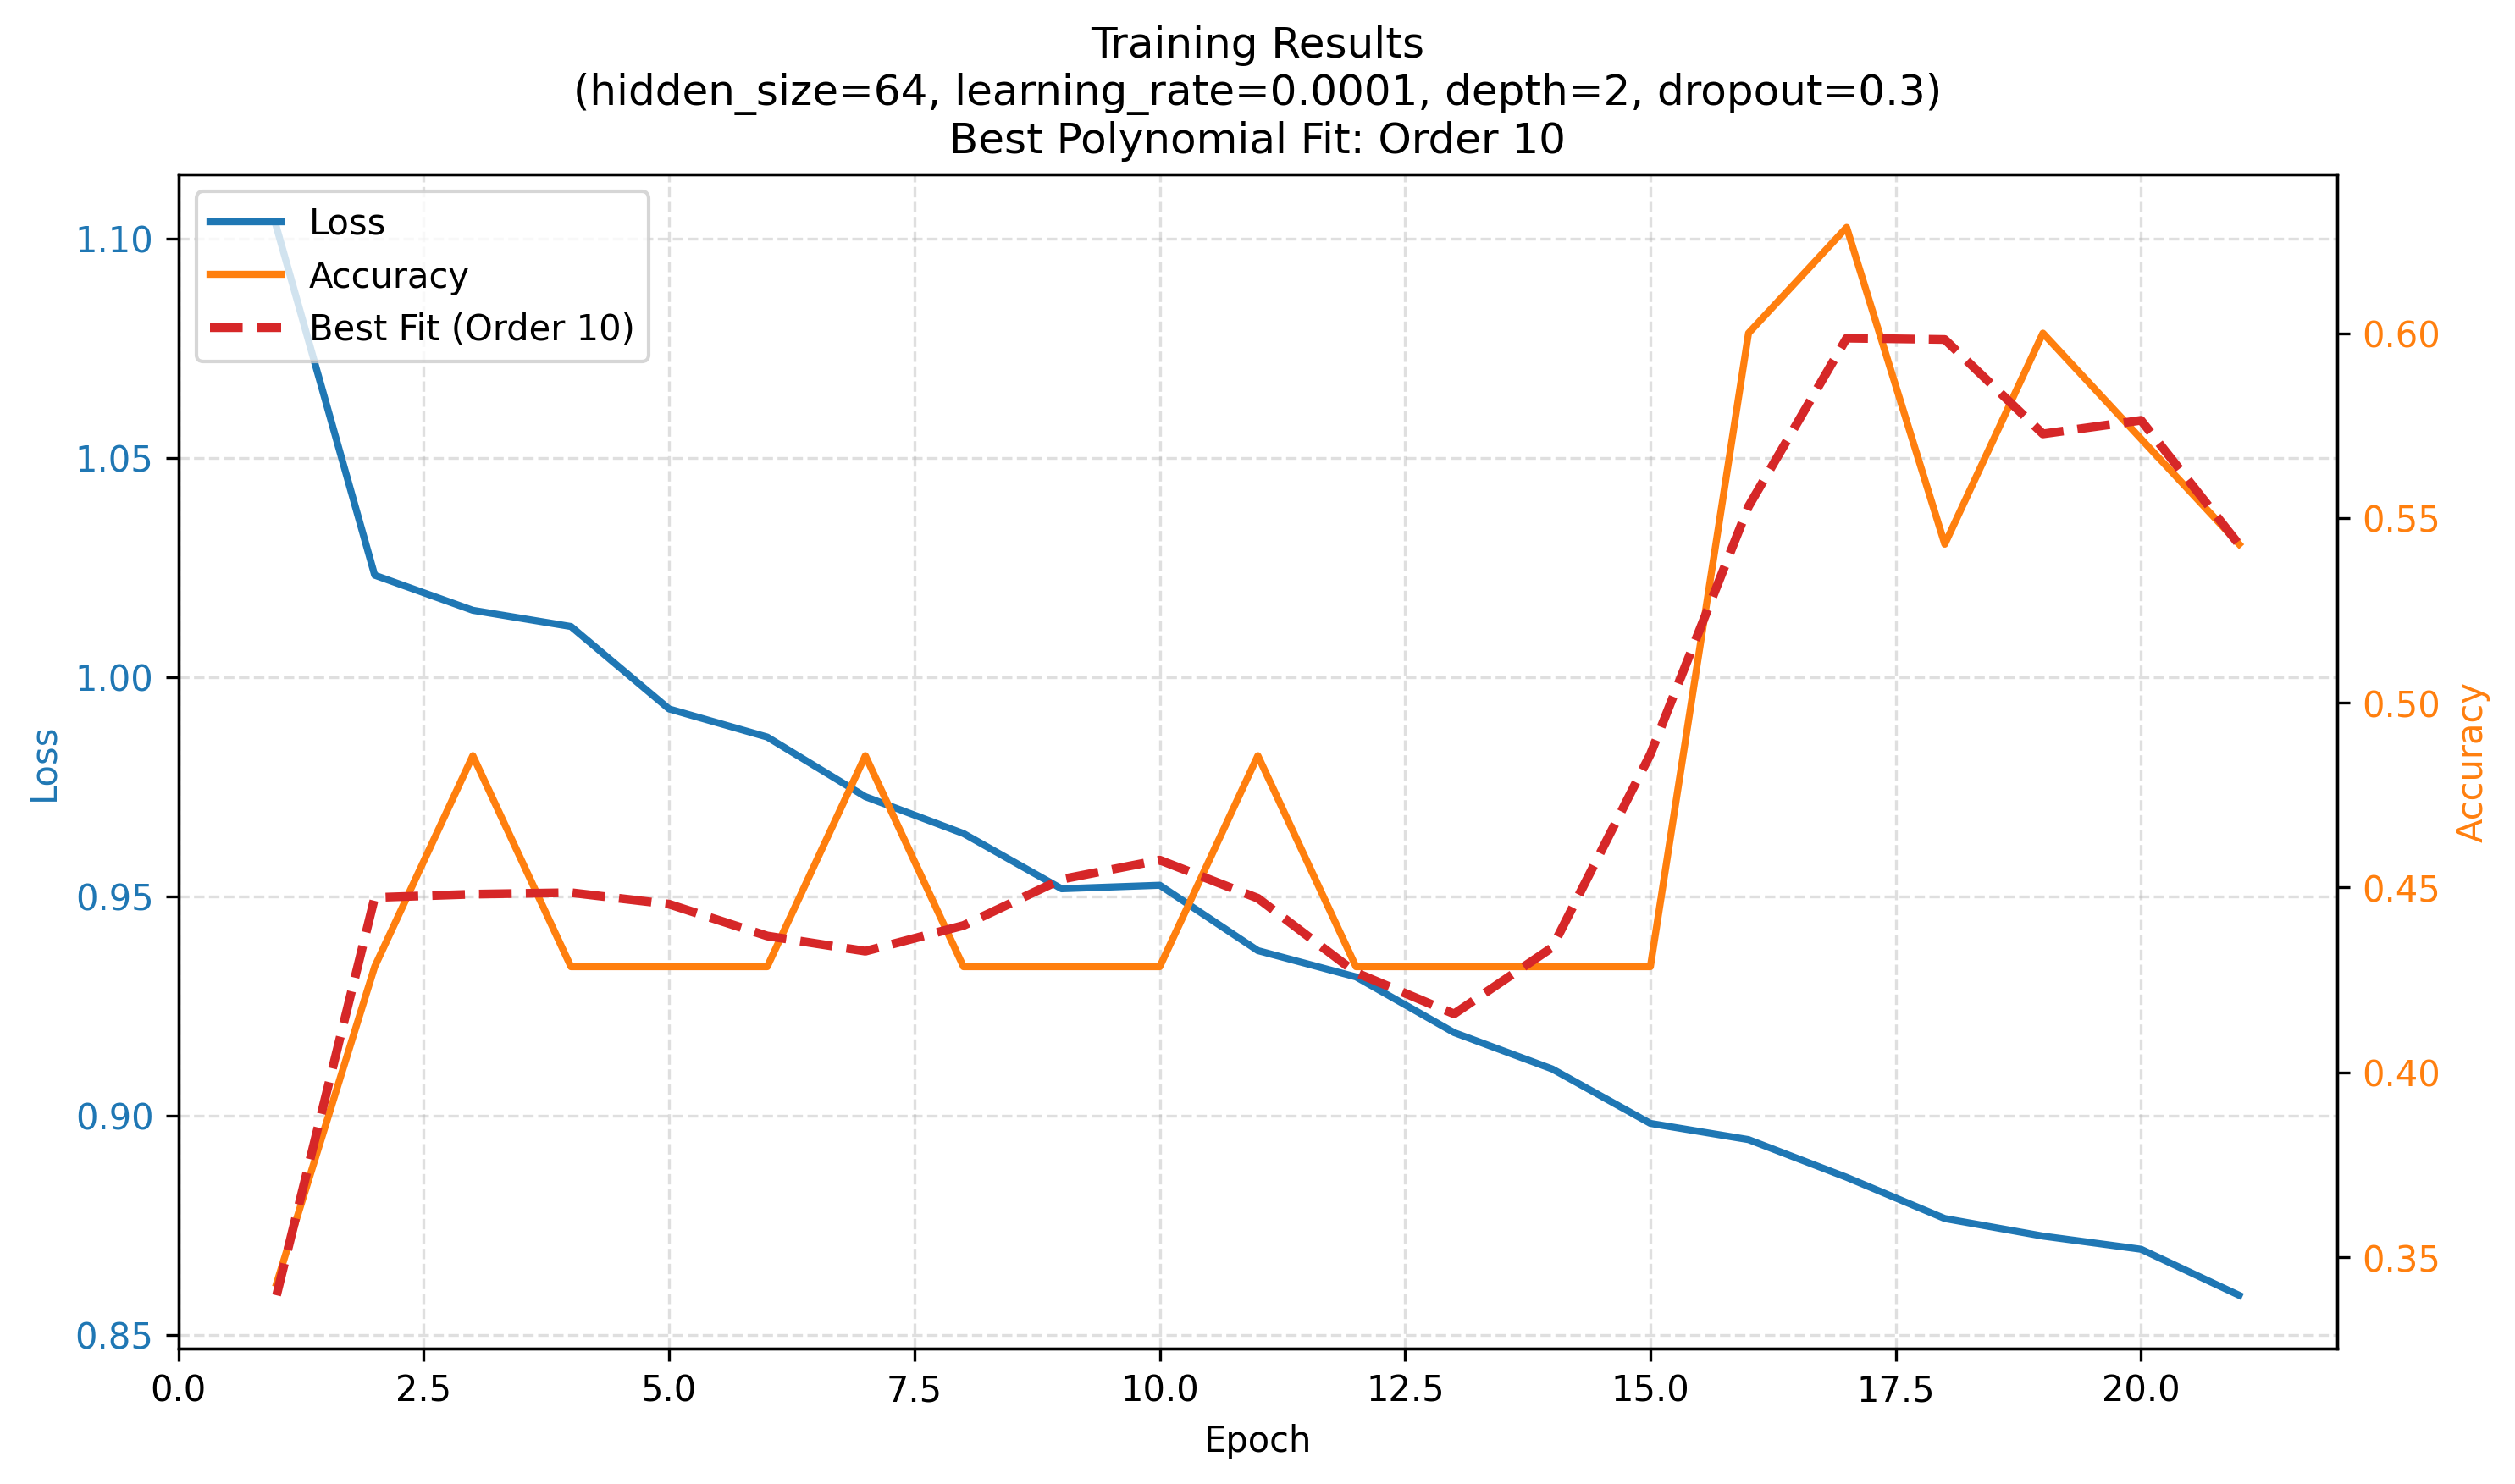 Training Results
(hidden_size=64, learning_rate=0.0001, depth=2, dropout=0.3)
Best Polynomial Fit: Order 10
Loss
Accuracy
Best Fit (Order 10)
1.10
1.05
1.00
0.95
0.90
0.85
Loss
0.60
0.55
0.50
0.45
0.40
0.35
Accuracy
0.0 2.5 5.0 7.5 10.0 12.5 15.0 17.5 20.0
Epoch